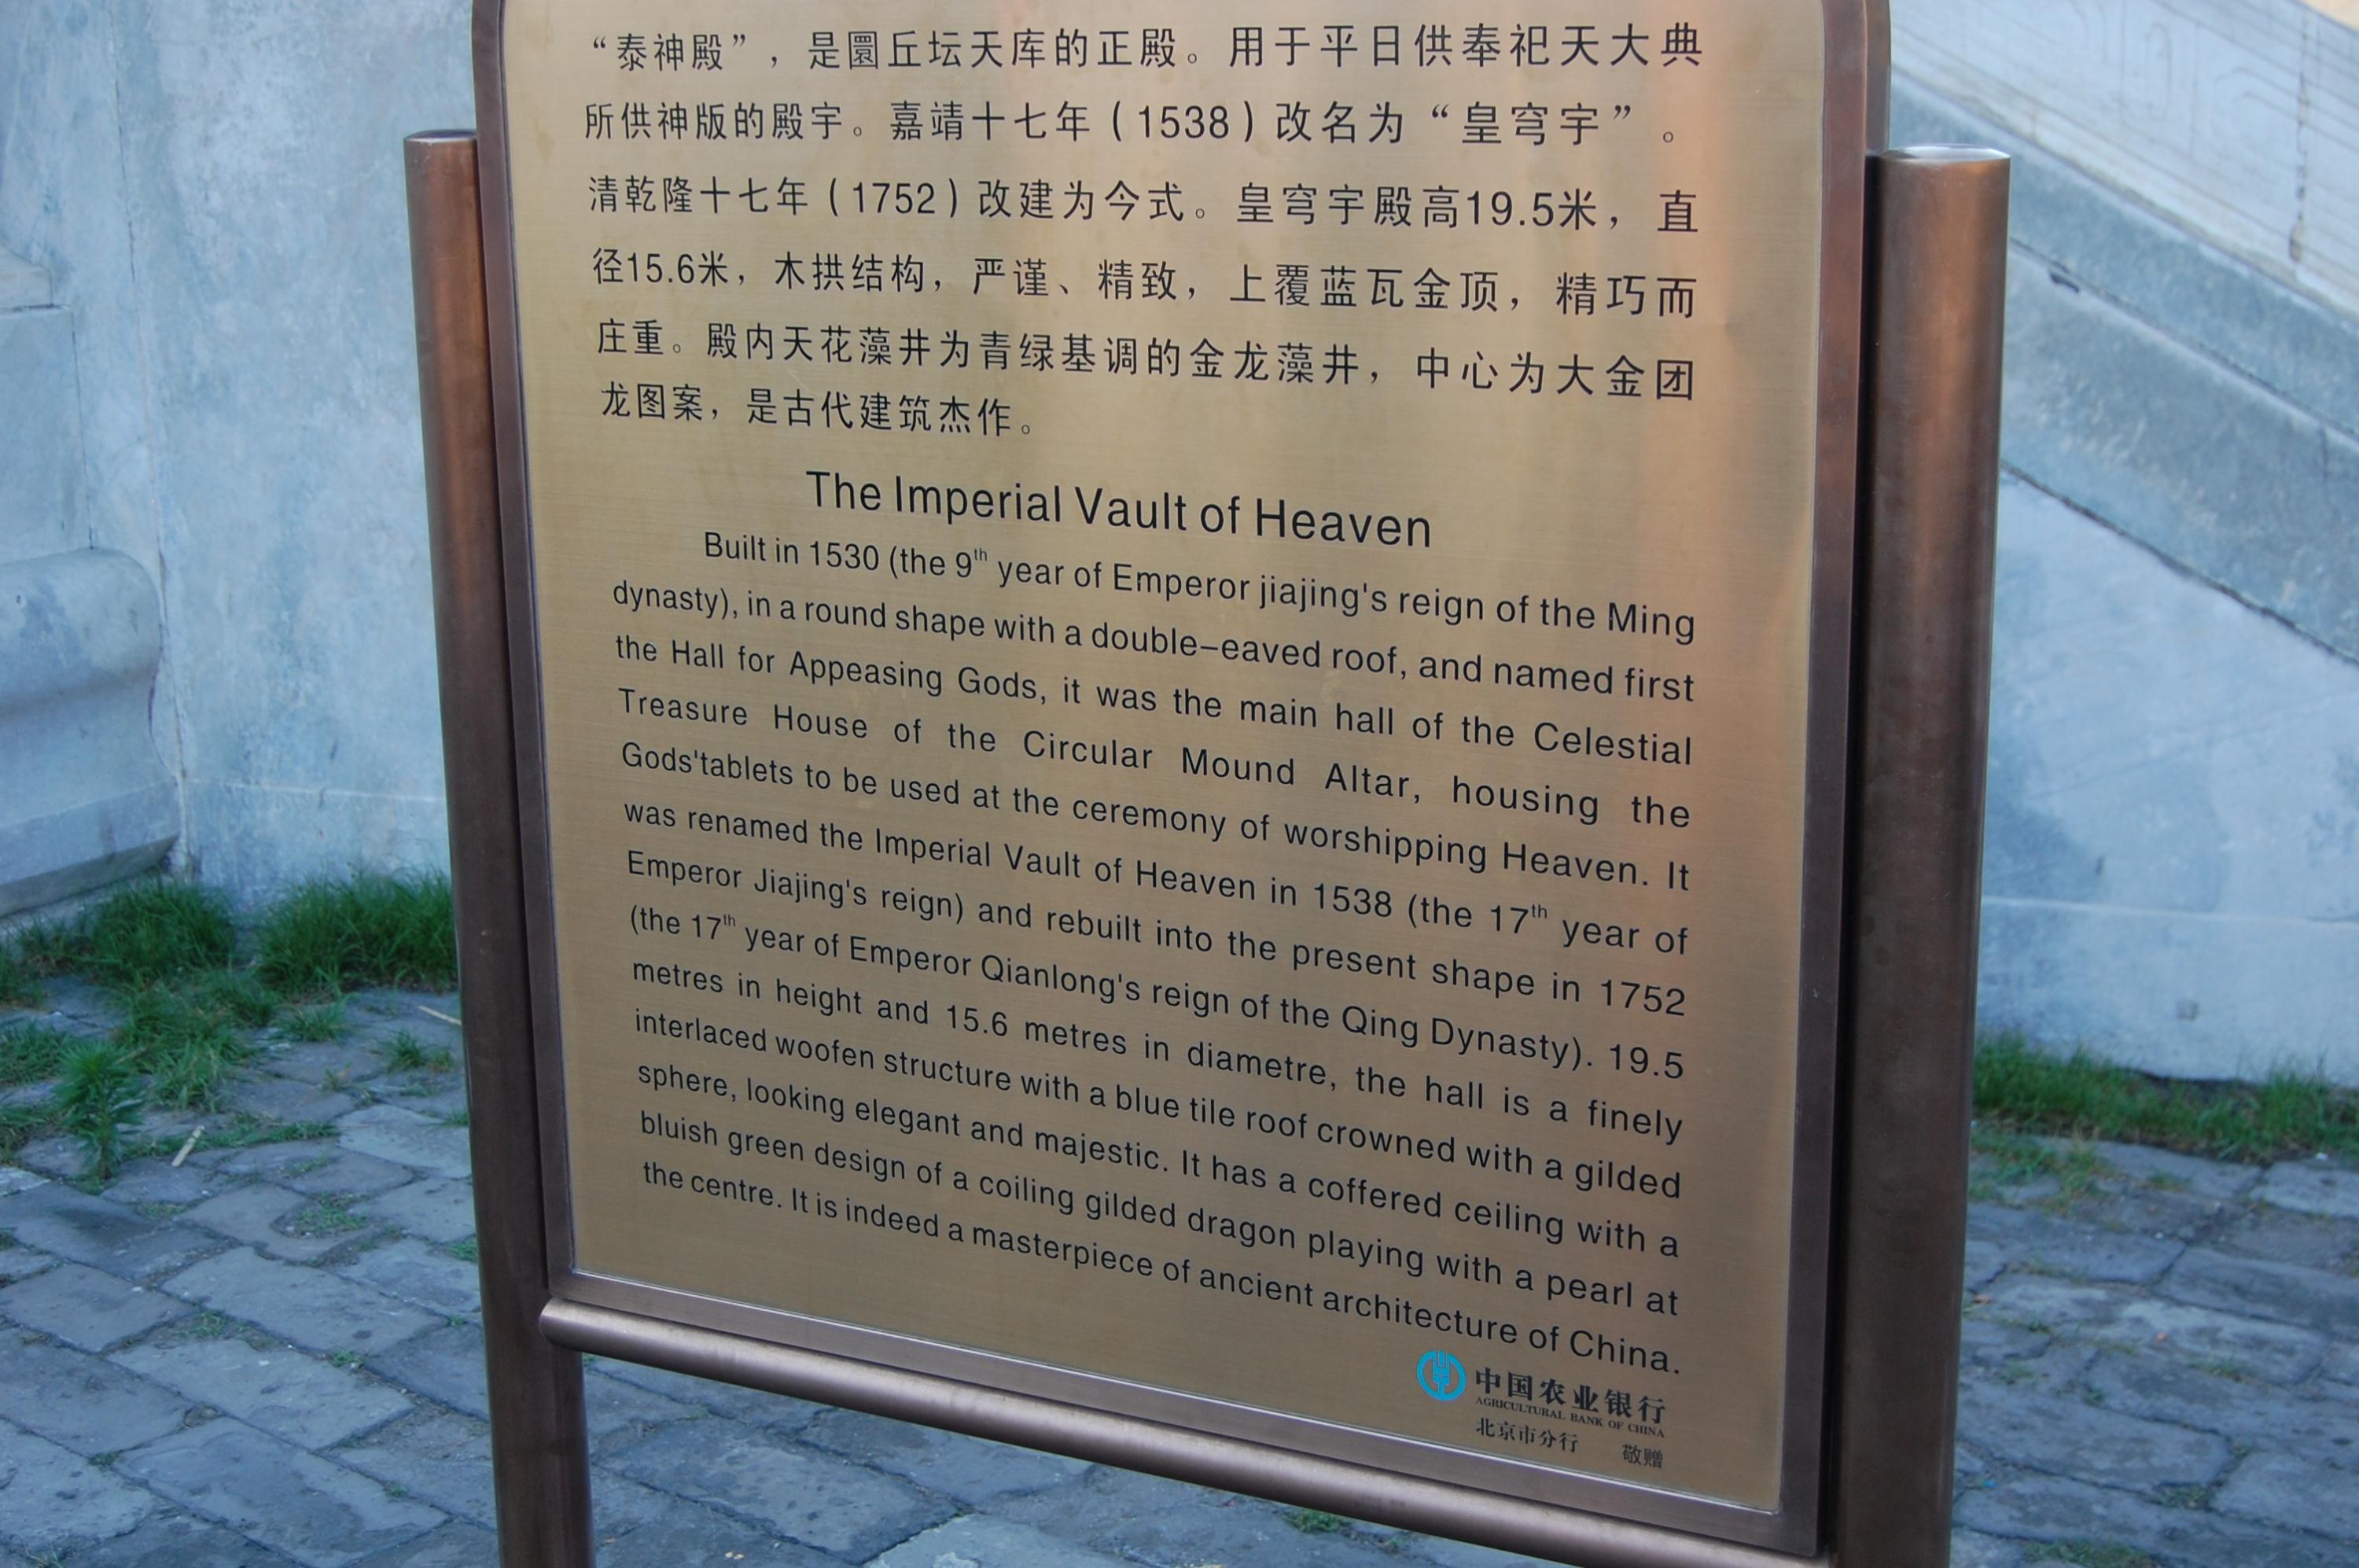 “泰神殿”，是圜丘坛天库的正殿。用于平日供奉祀天大典
所供神版的殿宇。嘉靖十七年（1538）改名为“皇穹宇”。
清乾隆十七年（1752）改建为今式。皇穹宇殿高19.5米，直
径15.6米，木拱结构，严谨、精致，上覆蓝瓦金顶，精巧而
庄重。殿内天花藻井为青绿基调的金龙藻井，中心为大金团
龙图案，是古代建筑杰作。
The Imperial Vault of Heaven
Built in 1530 (the 9th year of Emperor jiajing's reign of the Ming
dynasty), in a round shape with a double-eaved roof, and named first
the Hall for Appeasing Gods, it was the main hall of the Celestial
Treasure House of the Circular Mound Altar, housing the
Gods'tablets to be used at the ceremony of worshipping Heaven. It
was renamed the Imperial Vault of Heaven in 1538 (the 17th year of
Emperor Jiajing's reign) and rebuilt into the present shape in 1752
(the 17th year of Emperor Qianlong's reign of the Qing Dynasty). 19.5
metres in height and 15.6 metres in diametre, the hall is a finely
interlaced woofen structure with a blue tile roof crowned with a gilded
sphere, looking elegant and majestic. It has a coffered ceiling with a
bluish green design of a coiling gilded dragon playing with a pearl at
the centre. It is indeed a masterpiece of ancient architecture of China.
中国农业银行
AGRICULTURAL BANK OF CHINA
北京市分行 敬赠